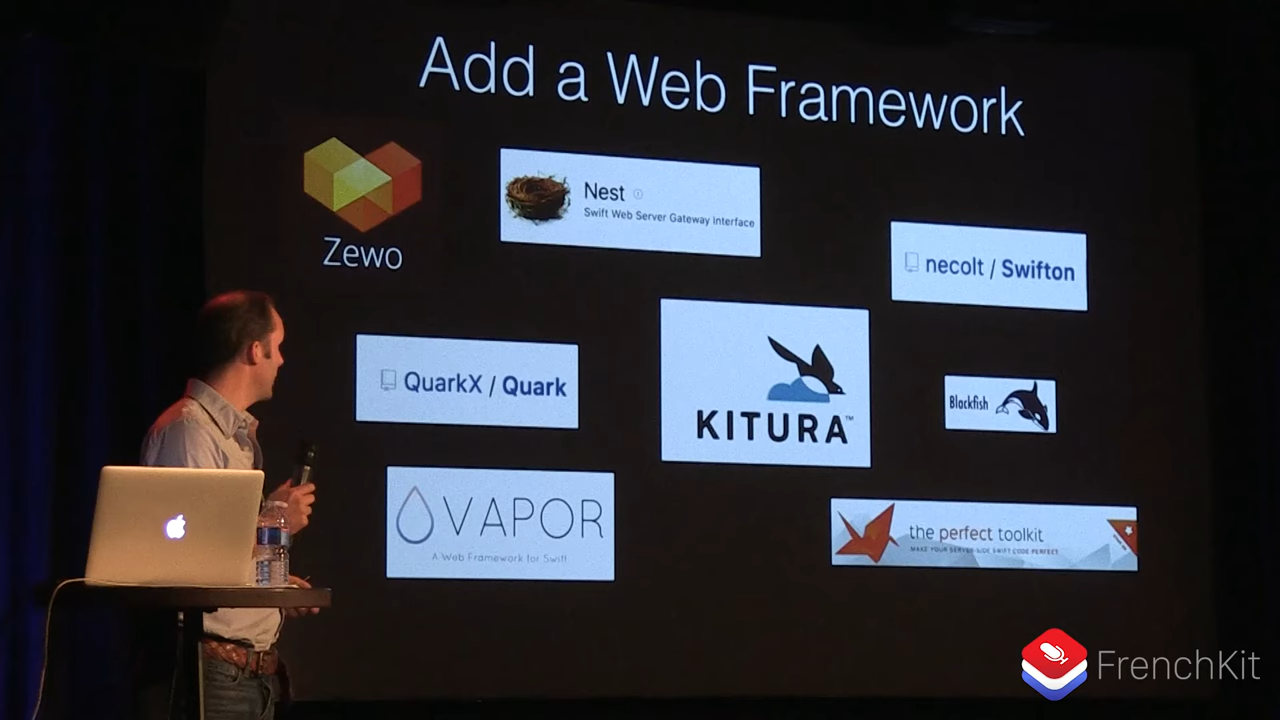 Add a Web Framework
Zewo
Nest
Swift Web Server Gateway Interface
necolt / Swifton
QuarkX / Quark
KITURA™
Blackfish
VAPOR
A Web Framework for Swift
the perfect toolkit
MAKE YOUR SERVER-SIDE SWIFT CODE PERFECT
FrenchKit